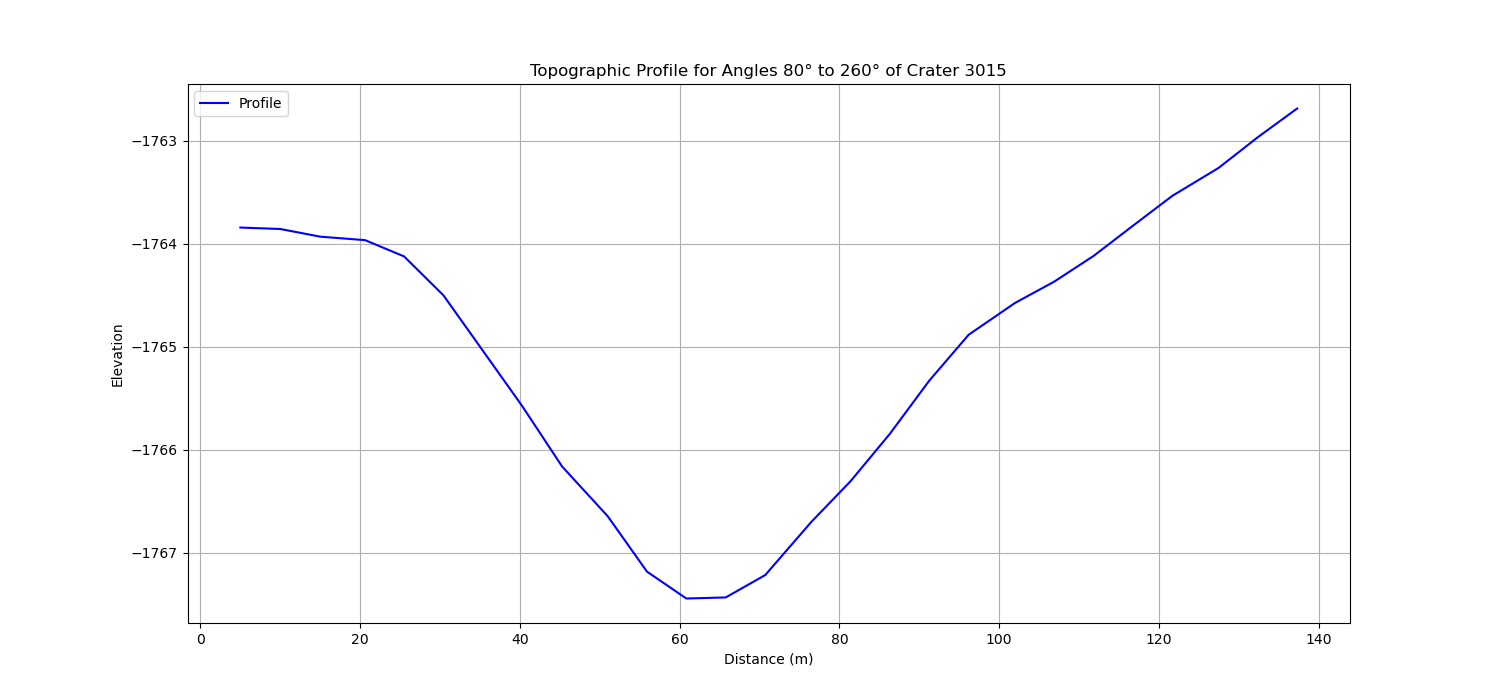 Topographic Profile for Angles 80° to 260° of Crater 3015
Profile
−1763
−1764
−1765
−1766
−1767
Elevation
0 20 40 60 80 100 120 140
Distance (m)